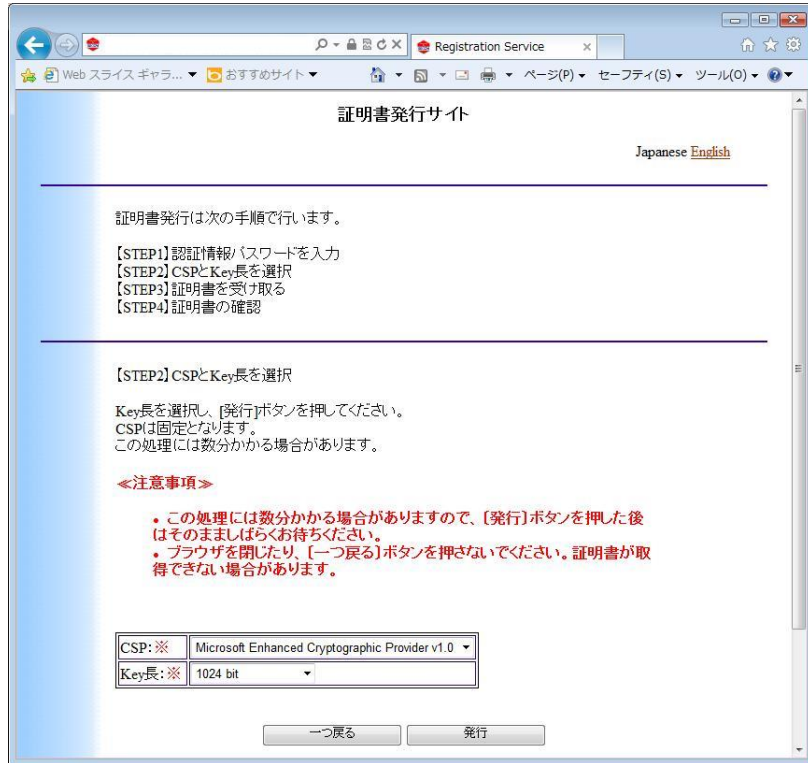 Registration Service
Web スライス ギャラ...
おすすめサイト
ページ(P)
セーフティ(S)
ツール(O)
証明書発行サイト
Japanese English
証明書発行は次の手順で行います。
【STEP1】認証情報パスワードを入力
【STEP2】CSPとKey長を選択
【STEP3】証明書を受け取る
【STEP4】証明書の確認
【STEP2】CSPとKey長を選択
Key長を選択し、[発行]ボタンを押してください。
CSPは固定となります。
この処理には数分かかる場合があります。
≪注意事項≫
• この処理には数分かかる場合がありますので、〔発行〕ボタンを押した後
はそのまましばらくお待ちください。
• ブラウザを閉じたり、〔一つ戻る〕ボタンを押さないでください。証明書が取
得できない場合があります。
CSP:※ Microsoft Enhanced Cryptographic Provider v1.0
Key長:※ 1024 bit
一つ戻る 発行